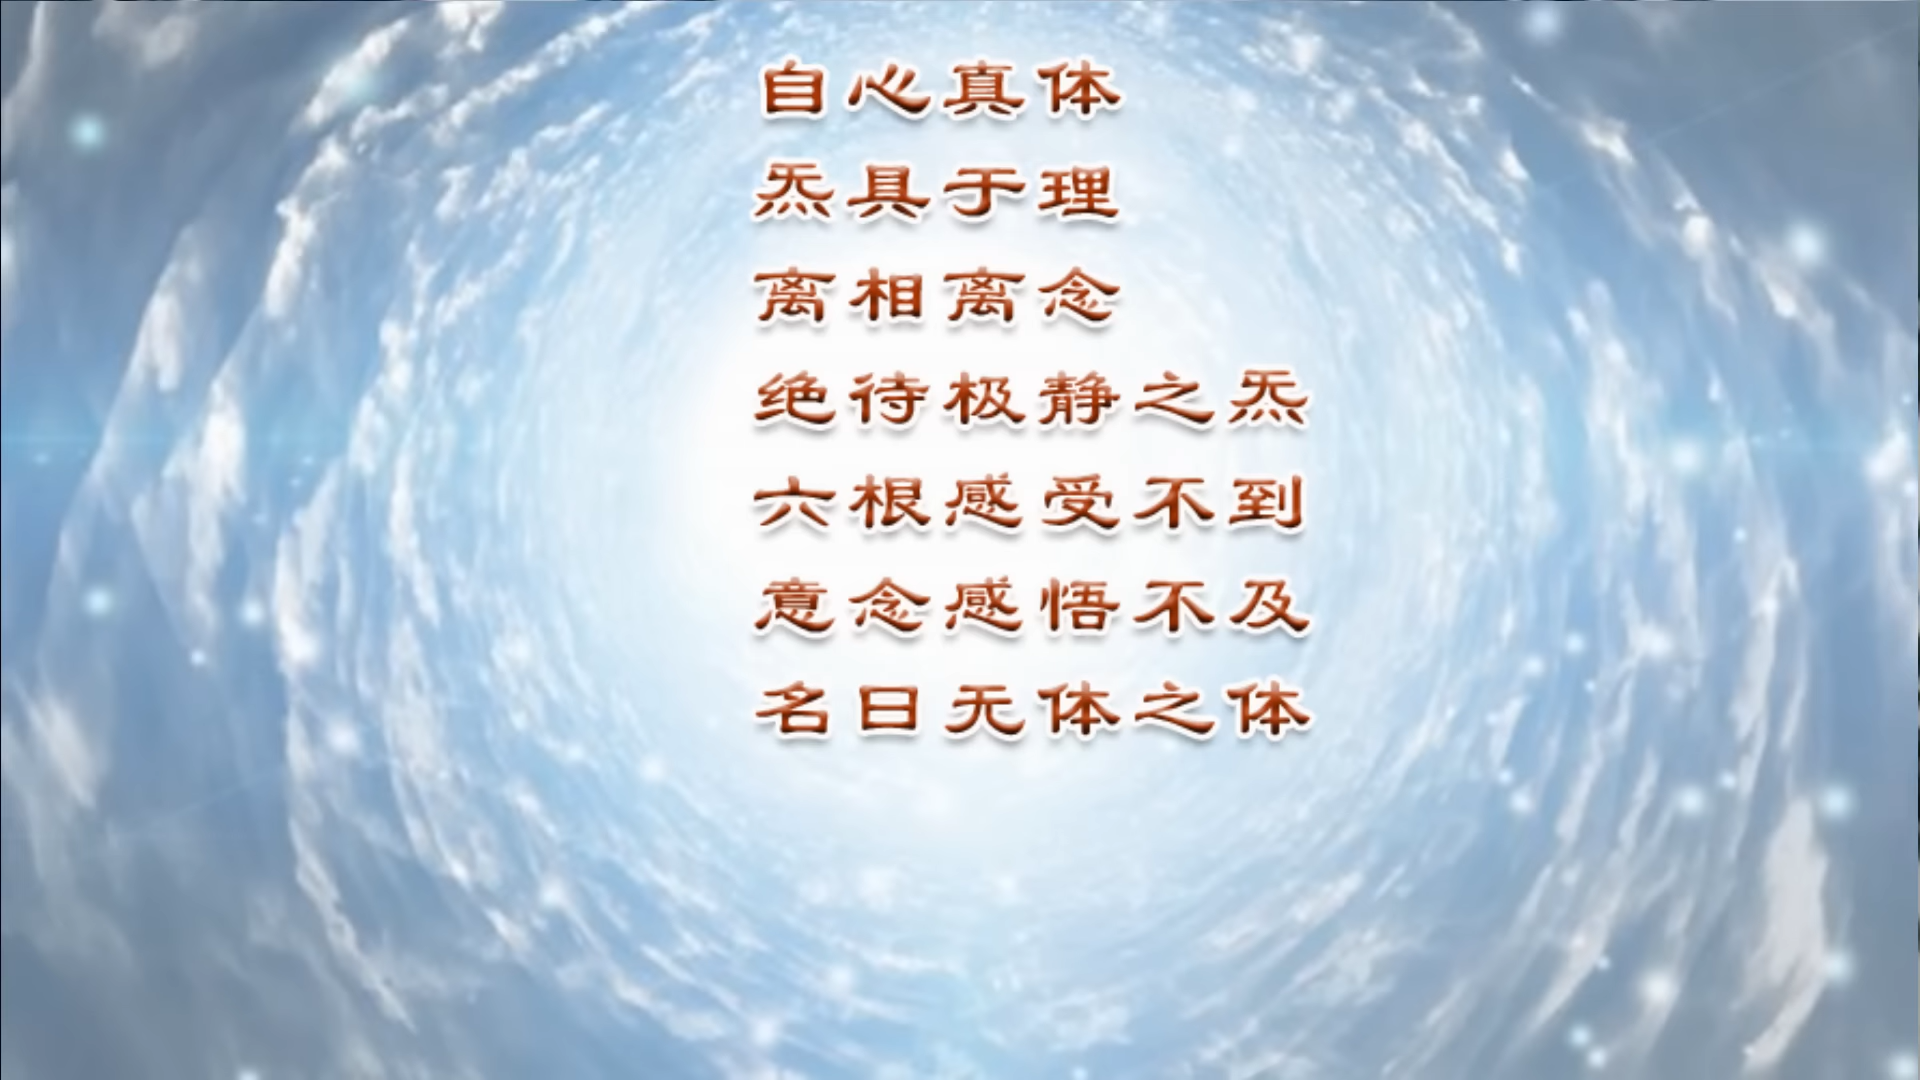 自心真体
炁具于理
离相离念
绝待极静之炁
六根感受不到
意念感悟不及
名曰无体之体